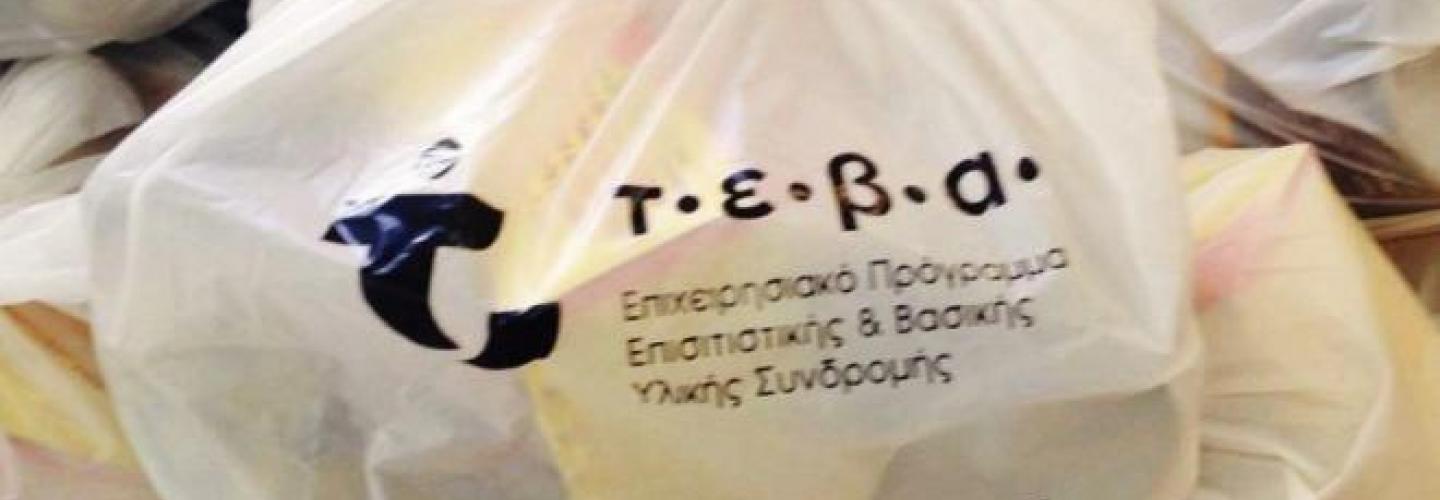 τ·ε·β·α·
Επιχειρησιακό Πρόγραμμα
Επισιτιστικής & Βασικής
Υλικής Συνδρομής